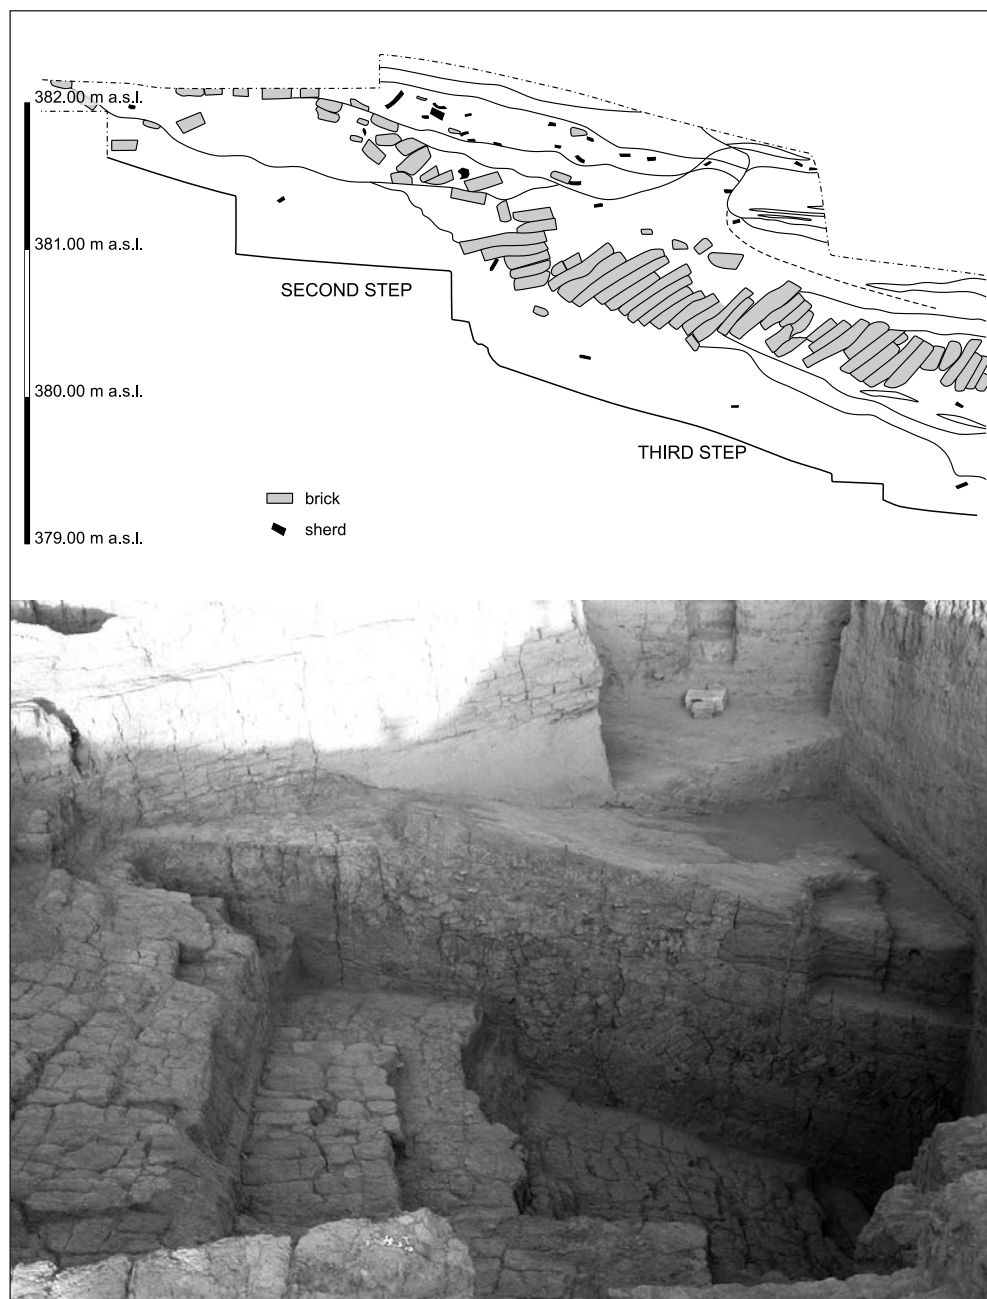 382.00 m a.s.l.
381.00 m a.s.l.
SECOND STEP
380.00 m a.s.l.
THIRD STEP
brick
sherd
379.00 m a.s.l.